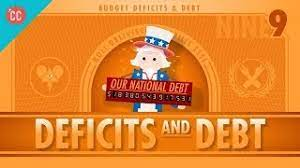 CC
BUDGET DEFICITS & DEBT
NINE
9
OUR NATIONAL DEBT
DEFICITS AND DEBT